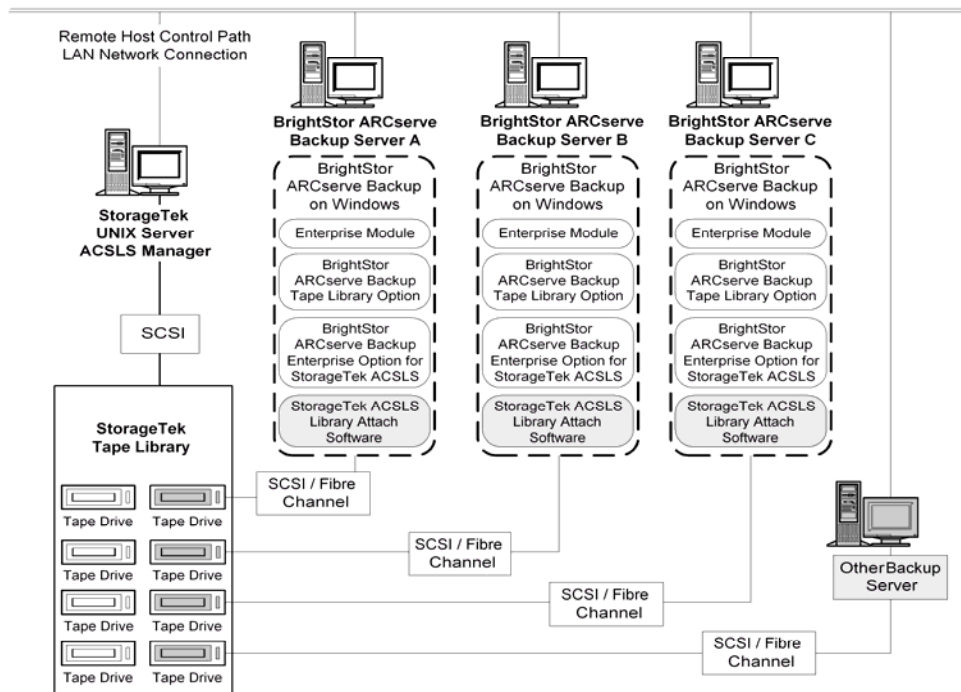 Remote Host Control Path
LAN Network Connection
StorageTek
UNIX Server
ACSLS Manager
SCSI
StorageTek
Tape Library
Tape Drive
Tape Drive
Tape Drive
Tape Drive
Tape Drive
Tape Drive
Tape Drive
Tape Drive
BrightStor ARCserve
Backup Server A
BrightStor
ARCserve Backup
on Windows
Enterprise Module
BrightStor
ARCserve Backup
Tape Library Option
BrightStor
ARCserve Backup
Enterprise Option for
StorageTek ACSLS
StorageTek ACSLS
Library Attach
Software
SCSI / Fibre
Channel
BrightStor ARCserve
Backup Server B
BrightStor
ARCserve Backup
on Windows
Enterprise Module
BrightStor
ARCserve Backup
Tape Library Option
BrightStor
ARCserve Backup
Enterprise Option for
StorageTek ACSLS
StorageTek ACSLS
Library Attach
Software
SCSI / Fibre
Channel
BrightStor ARCserve
Backup Server C
BrightStor
ARCserve Backup
on Windows
Enterprise Module
BrightStor
ARCserve Backup
Tape Library Option
BrightStor
ARCserve Backup
Enterprise Option for
StorageTek ACSLS
StorageTek ACSLS
Library Attach
Software
SCSI / Fibre
Channel
OtherBackup
Server
SCSI / Fibre
Channel